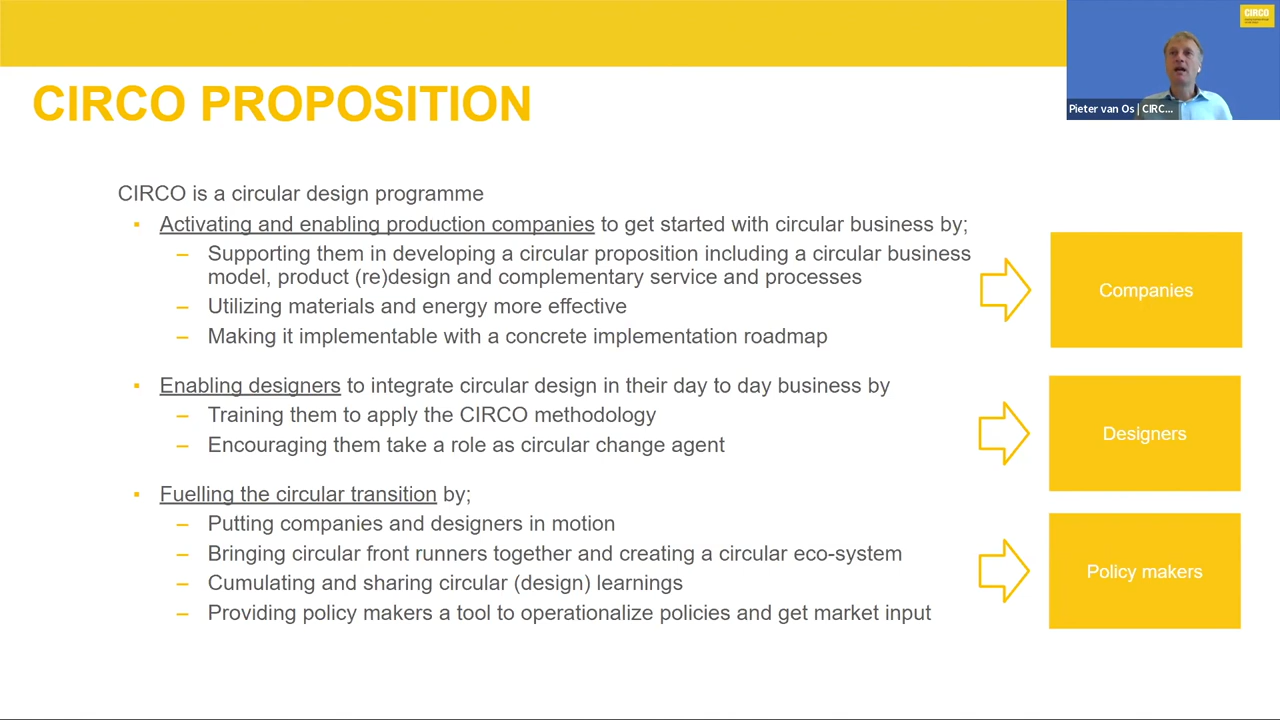 CIRCO
Pieter van Os | CIRC...
CIRCO PROPOSITION
CIRCO is a circular design programme
▪ Activating and enabling production companies to get started with circular business by;
– Supporting them in developing a circular proposition including a circular business
model, product (re)design and complementary service and processes
– Utilizing materials and energy more effective
– Making it implementable with a concrete implementation roadmap
Companies
▪ Enabling designers to integrate circular design in their day to day business by
– Training them to apply the CIRCO methodology
– Encouraging them take a role as circular change agent
Designers
▪ Fuelling the circular transition by;
– Putting companies and designers in motion
– Bringing circular front runners together and creating a circular eco-system
– Cumulating and sharing circular (design) learnings
– Providing policy makers a tool to operationalize policies and get market input
Policy makers